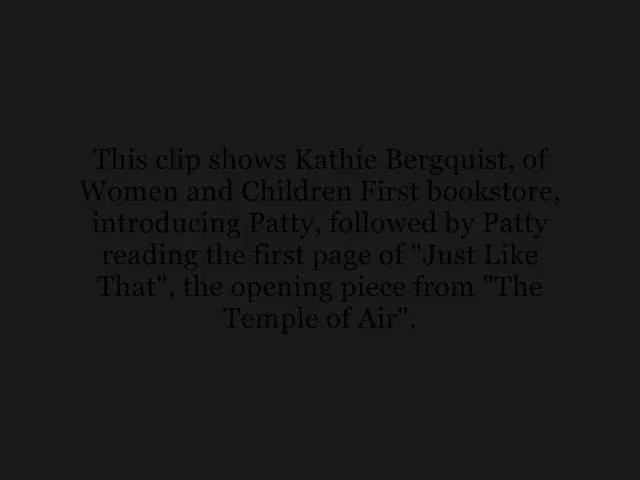 This clip shows Kathie Bergquist, of
Women and Children First bookstore,
introducing Patty, followed by Patty
reading the first page of "Just Like
That", the opening piece from "The
Temple of Air".